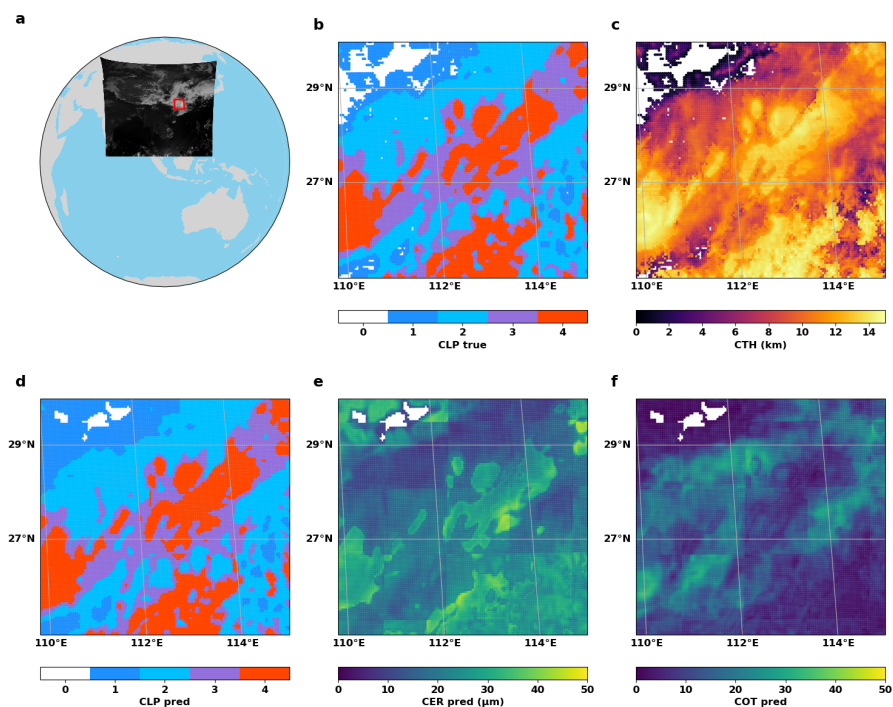 a
b
c
29°N
27°N
110°E 112°E 114°E
110°E 112°E 114°E
0 1 2 3 4
CLP true
0 2 4 6 8 10 12 14
CTH (km)
d
e
f
29°N
27°N
110°E 112°E 114°E
110°E 112°E 114°E
110°E 112°E 114°E
0 1 2 3 4
CLP pred
0 10 20 30 40 50
CER pred (μm)
0 10 20 30 40 50
COT pred
29°N
27°N
29°N
27°N
29°N
27°N